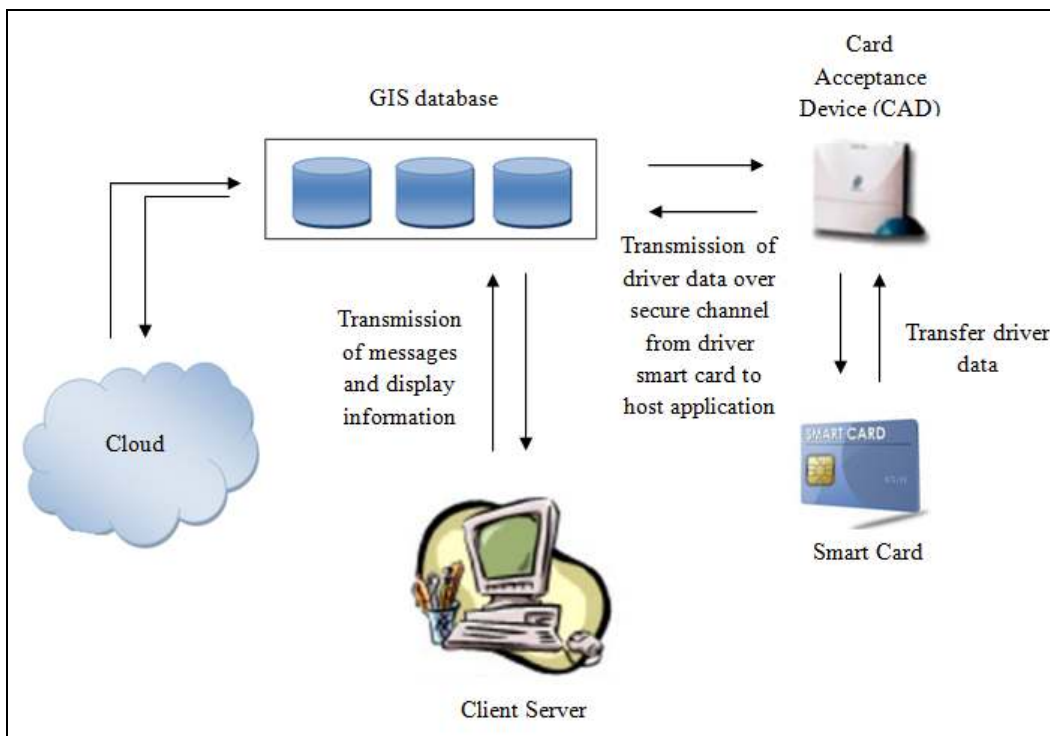 Card
Acceptance
Device (CAD)
GIS database
Transmission of
driver data over
secure channel
from driver
smart card to
host application
Transmission
of messages
and display
information
Transfer driver
data
Cloud
SMART CARD
Smart Card
Client Server